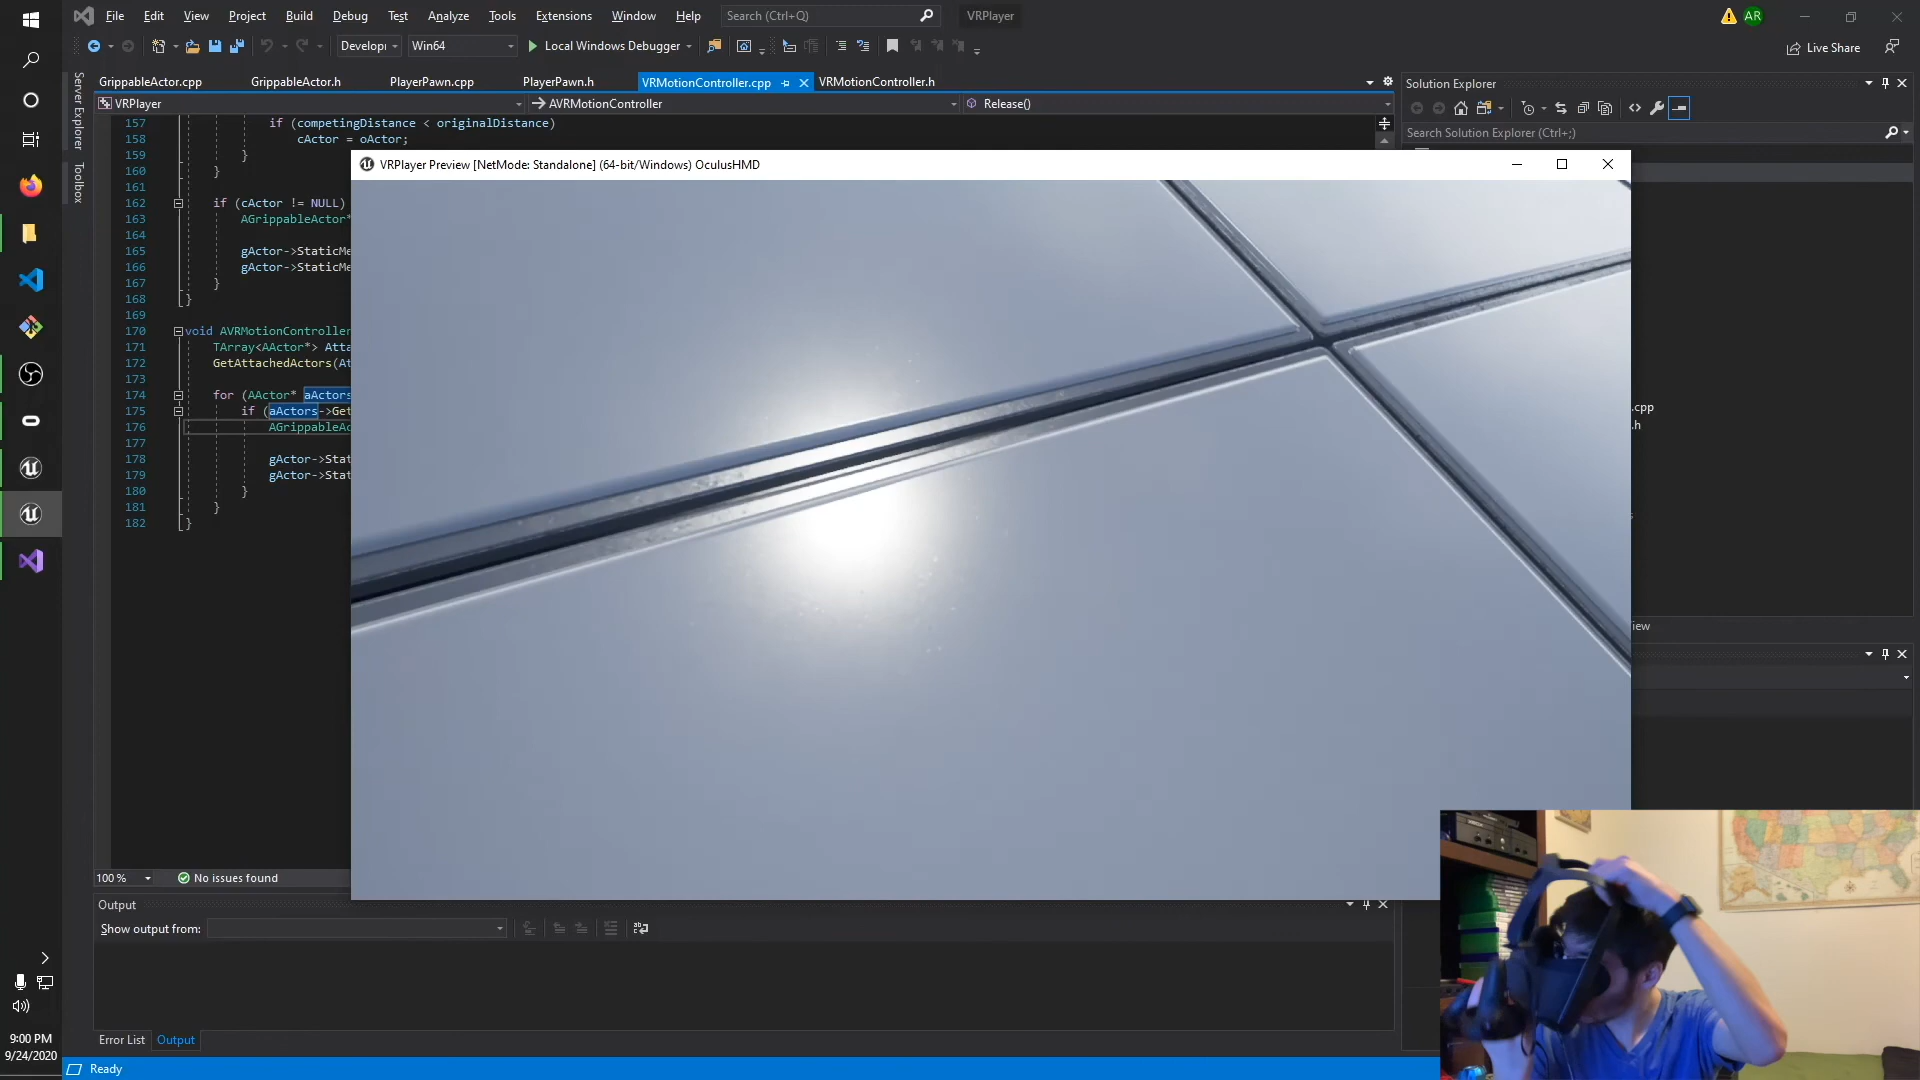 File Edit View Project Build Debug Test Analyze Tools Extensions Window Help Search (Ctrl+Q) VRPlayer AR
Develop Win64 Local Windows Debugger Live Share
Server Explorer
Toolbox
GrippableActor.cpp GrippableActor.h PlayerPawn.cpp PlayerPawn.h VRMotionController.cpp VRMotionController.h
VRPlayer AVRMotionController Release()
157 if (competingDistance < originalDistance)
158 cActor = oActor;
159 }
160 }
161
162 if (cActor != NULL)
163 AGrippableActor*
164
165 gActor->StaticMe
166 gActor->StaticMe
167 }
168 }
169
170 void AVRMotionController
171 TArray<AActor*> Atta
172 GetAttachedActors(At
173
174 for (AActor* aActors
175 if (aActors->Get
176 AGrippableAc
177
178 gActor->Stat
179 gActor->Stat
180 }
181 }
182 }
VRPlayer Preview [NetMode: Standalone] (64-bit/Windows) OculusHMD
Solution Explorer
Search Solution Explorer (Ctrl+;)
.cpp
.h
iew
100 % No issues found
Output
Show output from:
Error List Output
Ready
9:00 PM
9/24/2020